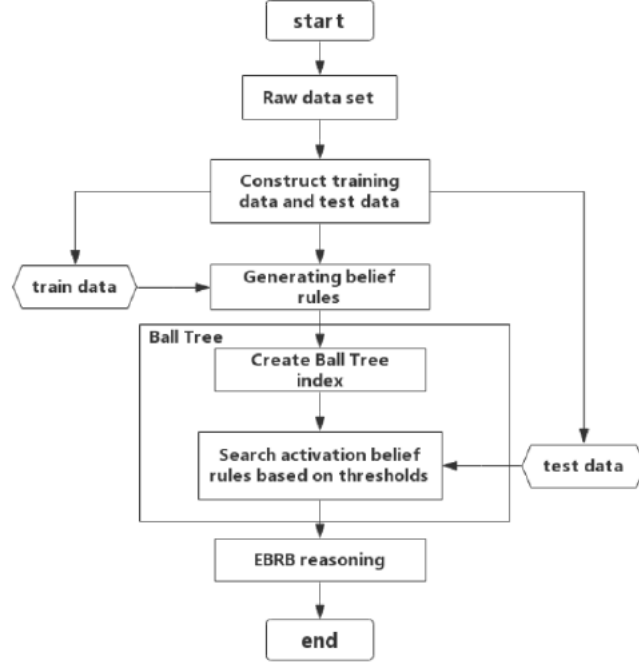 start
Raw data set
Construct training
data and test data
train data
Generating belief
rules
Ball Tree
Create Ball Tree
index
Search activation belief
rules based on thresholds
test data
EBRB reasoning
end